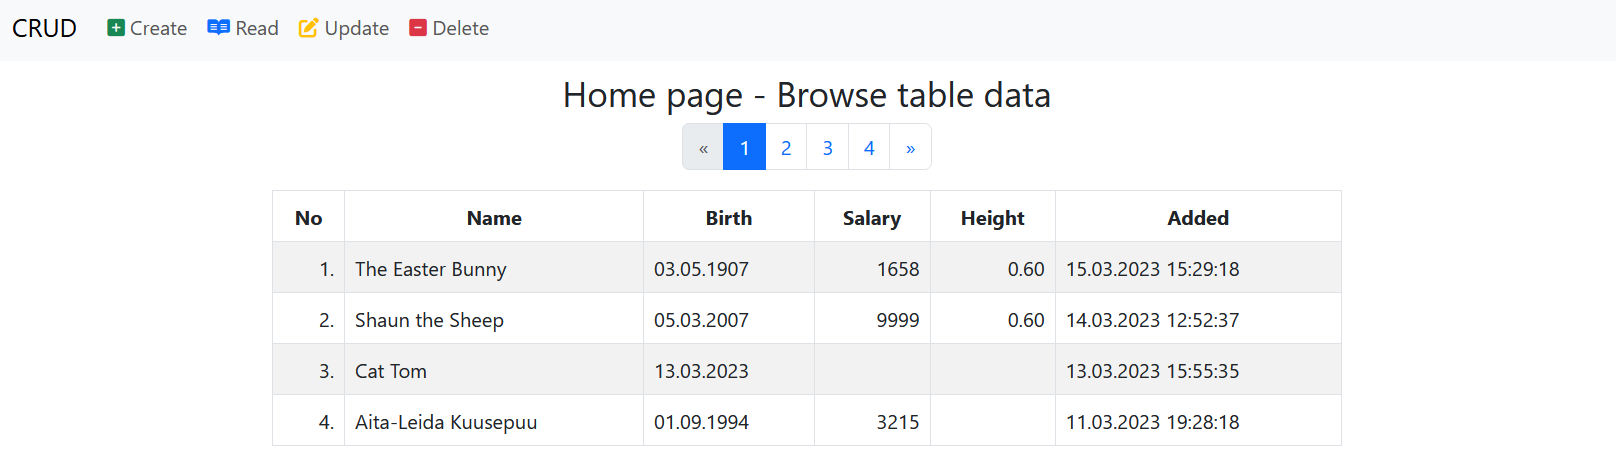 CRUD Create Read Update Delete
Home page - Browse table data
« 1 2 3 4 »
No Name Birth Salary Height Added
1. The Easter Bunny 03.05.1907 1658 0.60 15.03.2023 15:29:18
2. Shaun the Sheep 05.03.2007 9999 0.60 14.03.2023 12:52:37
3. Cat Tom 13.03.2023 13.03.2023 15:55:35
4. Aita-Leida Kuusepuu 01.09.1994 3215 11.03.2023 19:28:18